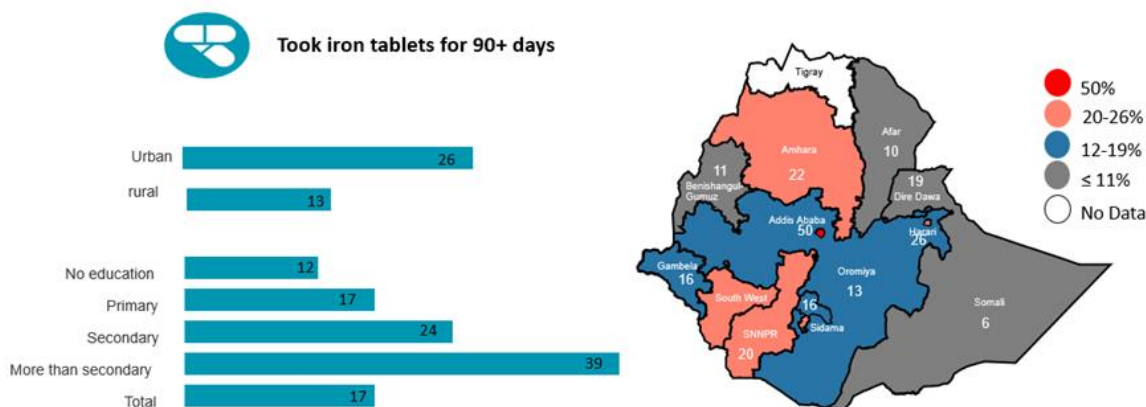 Took iron tablets for 90+ days
Urban
26
rural
13
No education
12
Primary
17
Secondary
24
More than secondary
39
Total
17
Tigray
Afar
10
Amhara
22
11
Benishangul-
Gumuz
19
Dire Dawa
Addis Ababa
50
Harari
26
Gambela
16
Oromiya
13
South West
16
Sidama
SNNPR
20
Somali
6
50%
20-26%
12-19%
≤ 11%
No Data